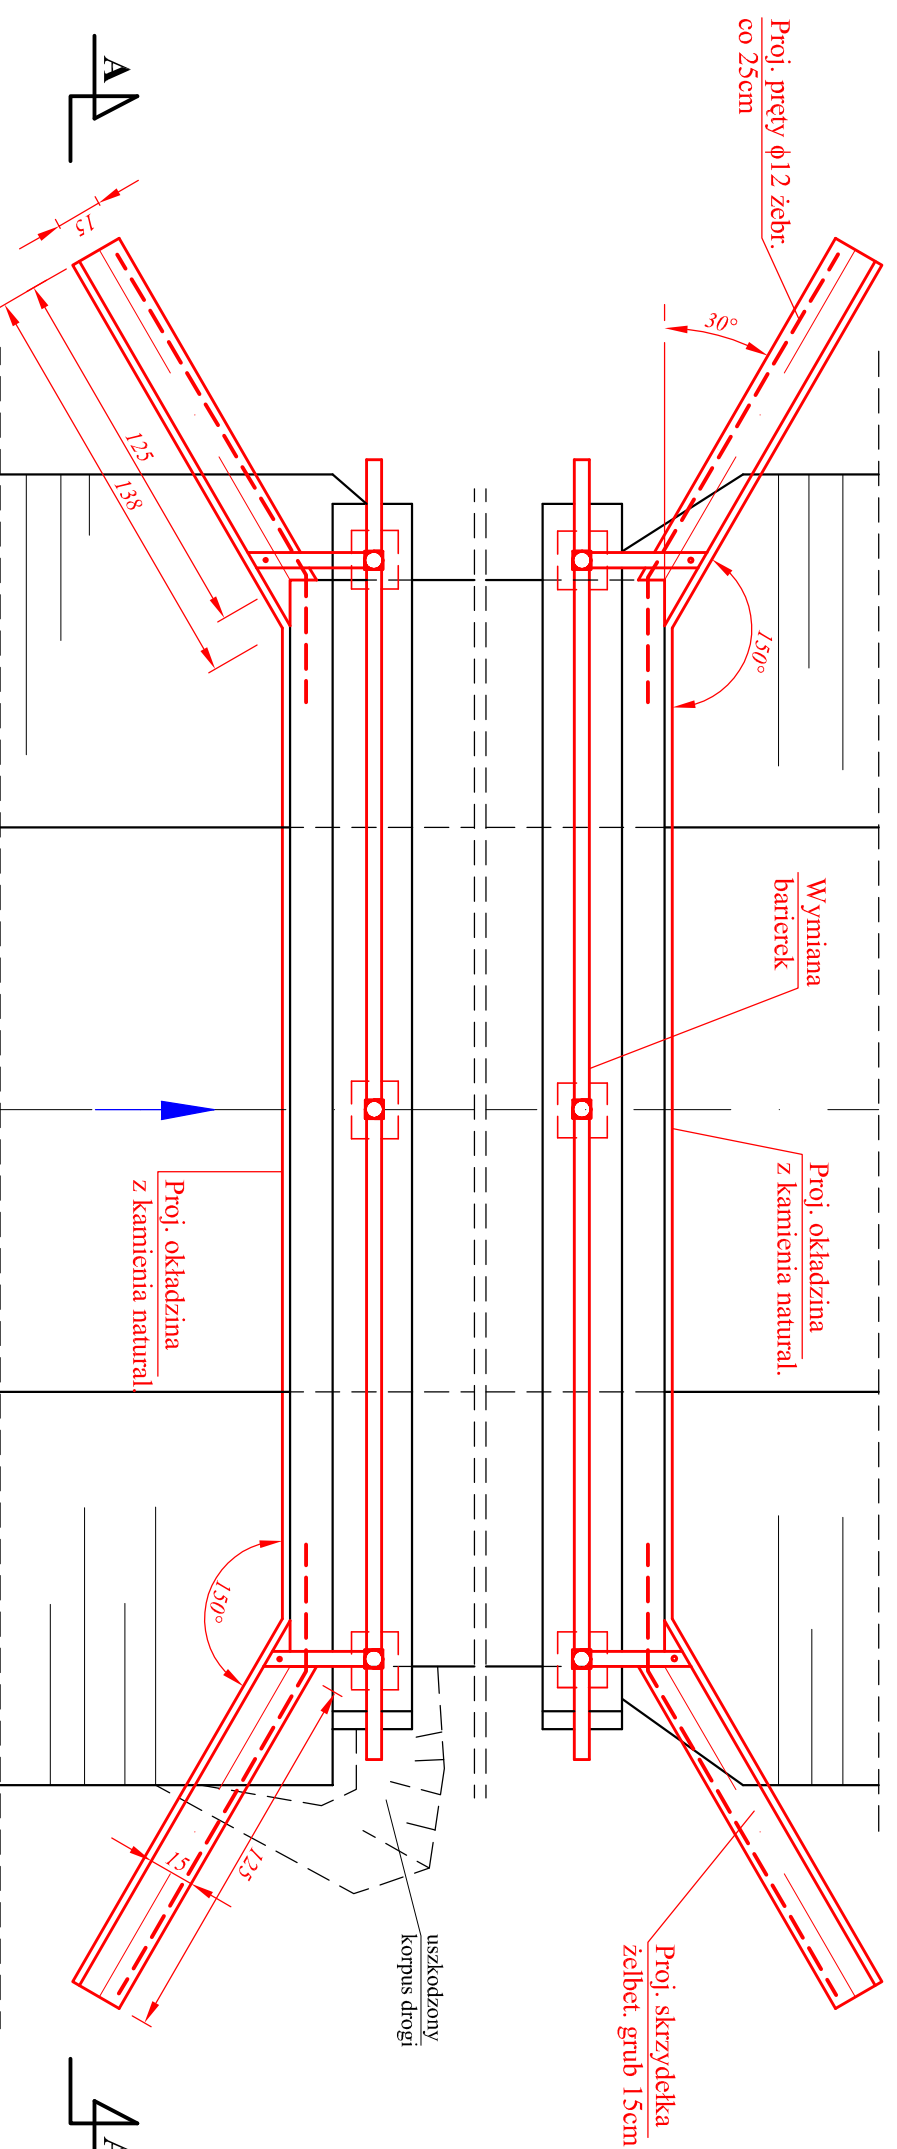 Proj. pręty ϕ12 żebr.
co 25cm
A
15
125
138
30°
150°
Wymiana
barierek
Proj. okładzina
z kamienia natural.
Proj. okładzina
z kamienia natural.
150°
15
125
uszkodzony
korpus drogi
Proj. skrzydełka
żelbet. grub 15cm
A